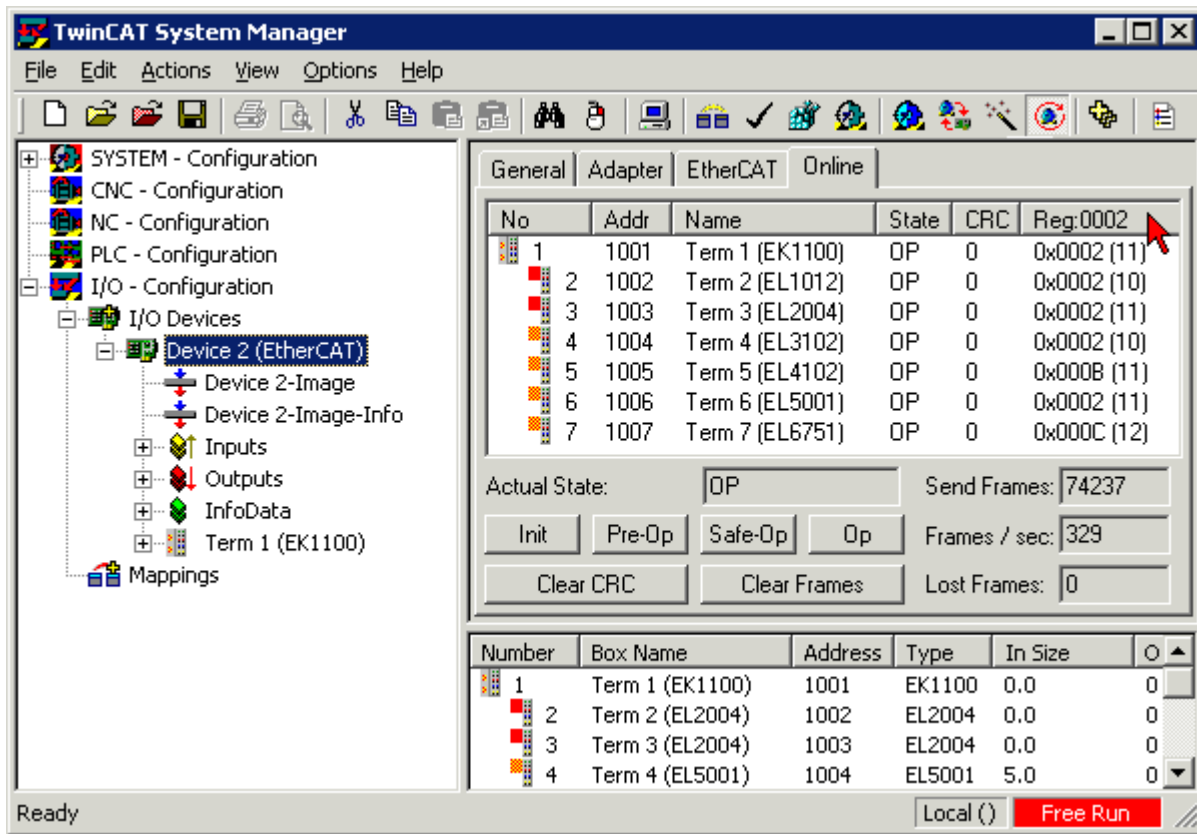 TwinCAT System Manager
File Edit Actions View Options Help
SYSTEM - Configuration
CNC - Configuration
NC - Configuration
PLC - Configuration
I/O - Configuration
I/O Devices
Device 2 (EtherCAT)
Device 2-Image
Device 2-Image-Info
Inputs
Outputs
InfoData
Term 1 (EK1100)
Mappings
General Adapter EtherCAT Online
No Addr Name State CRC Reg:0002
1 1001 Term 1 (EK1100) OP 0 0x0002 (11)
2 1002 Term 2 (EL1012) OP 0 0x0002 (10)
3 1003 Term 3 (EL2004) OP 0 0x0002 (11)
4 1004 Term 4 (EL3102) OP 0 0x0002 (10)
5 1005 Term 5 (EL4102) OP 0 0x000B (11)
6 1006 Term 6 (EL5001) OP 0 0x0002 (11)
7 1007 Term 7 (EL6751) OP 0 0x000C (12)
Actual State: OP Send Frames: 74237
Init Pre-Op Safe-Op Op Frames / sec: 329
Clear CRC Clear Frames Lost Frames: 0
Number Box Name Address Type In Size O
1 Term 1 (EK1100) 1001 EK1100 0.0 0
2 Term 2 (EL2004) 1002 EL2004 0.0 0
3 Term 3 (EL2004) 1003 EL2004 0.0 0
4 Term 4 (EL5001) 1004 EL5001 5.0 0
Ready Local () Free Run